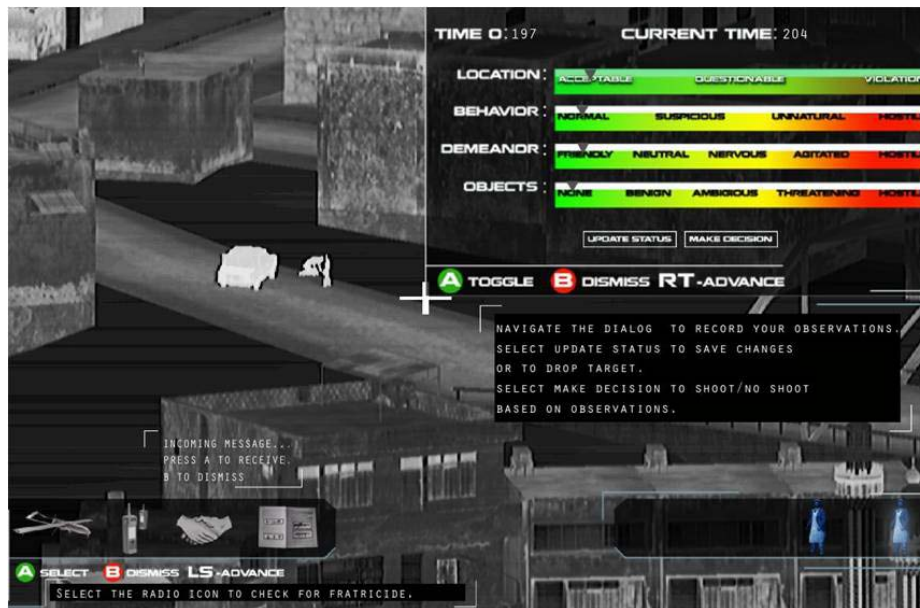 TIME 0:197 CURRENT TIME: 204
LOCATION:
ACCEPTABLE QUESTIONABLE VIOLATION
BEHAVIOR:
NORMAL SUSPICIOUS UNNATURAL HOSTILE
DEMEANOR:
FRIENDLY NEUTRAL NERVOUS AGITATED HOSTILE
OBJECTS:
NONE BENIGN AMBIGIOUS THREATENING HOSTILE
UPDATE STATUS MAKE DECISION
A TOGGLE B DISMISS RT-ADVANCE
NAVIGATE THE DIALOG TO RECORD YOUR OBSERVATIONS.
SELECT UPDATE STATUS TO SAVE CHANGES
OR TO DROP TARGET.
SELECT MAKE DECISION TO SHOOT/NO SHOOT
BASED ON OBSERVATIONS.
INCOMING MESSAGE...
PRESS A TO RECEIVE.
B TO DISMISS
A SELECT B DISMISS LS-ADVANCE
SELECT THE RADIO ICON TO CHECK FOR FRATRICIDE.